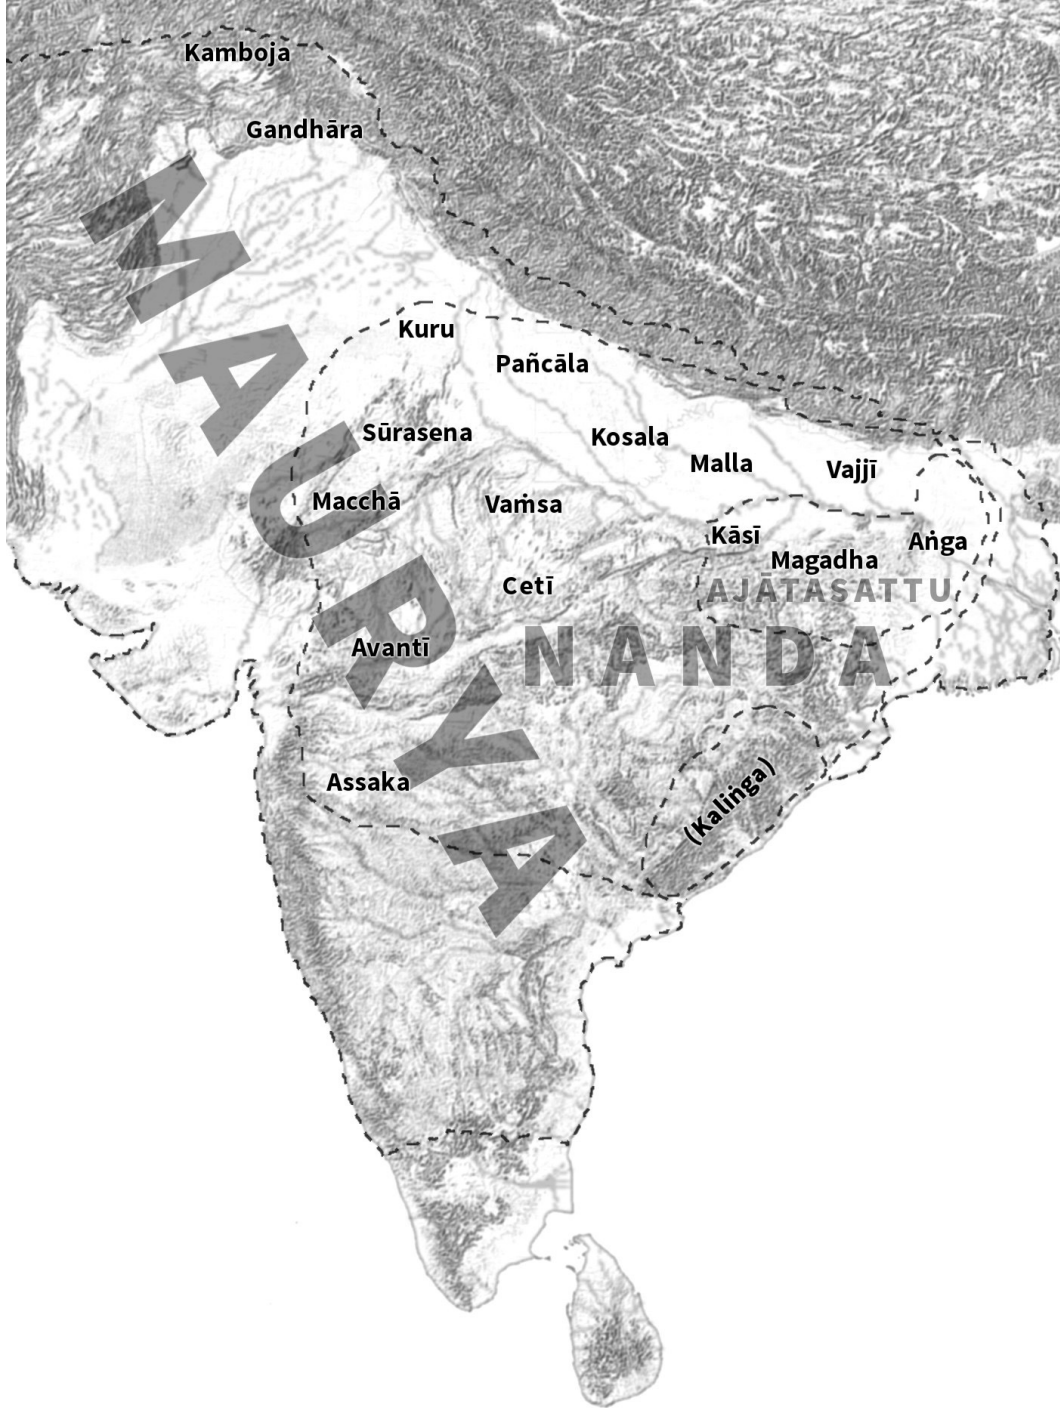 Kamboja
Gandhāra
MAURYA
Kuru
Pañcāla
Sūrasena
Kosala
Malla
Vajjī
Macchā
Vaṁsa
Kāsī
Aṅga
Magadha
Cetī
AJĀTASATTU
Avantī
NANDA
Assaka
(Kaliṅga)